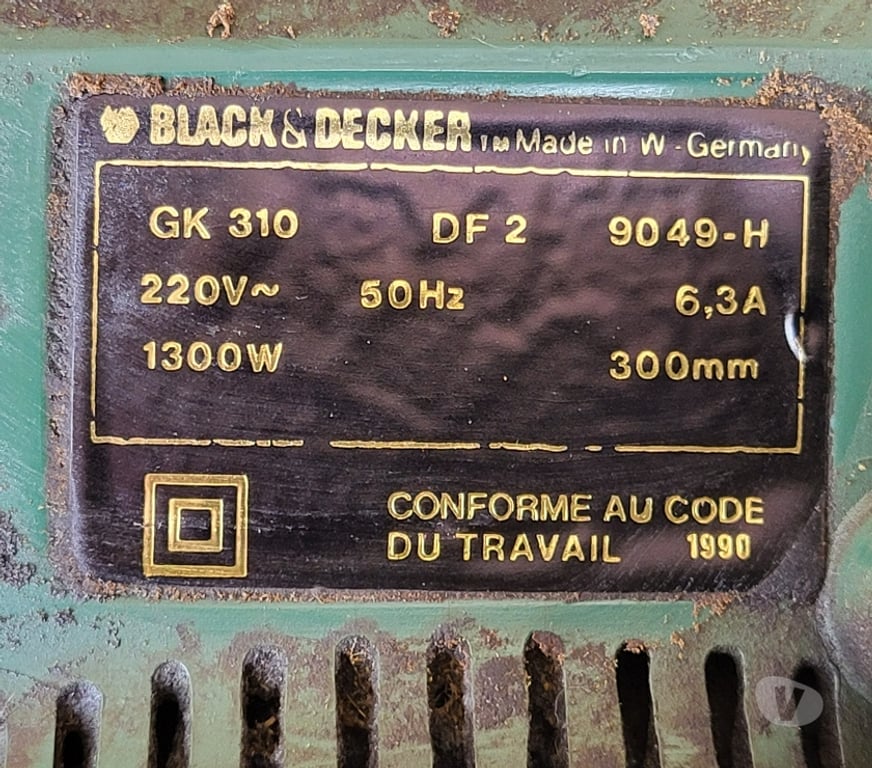 BLACK & DECKER TM Made in W-Germany
GK 310 DF 2 9049-H
220V~ 50Hz 6,3A
1300W 300mm
CONFORME AU CODE
DU TRAVAIL 1990
V